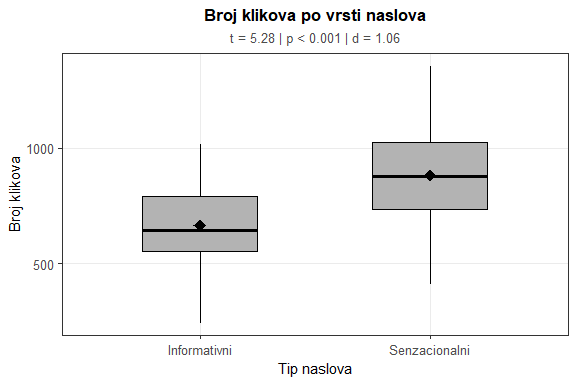 Broj klikova po vrsti naslova
t = 5.28 | p < 0.001 | d = 1.06
Broj klikova
1000
500
Informativni
Senzacionalni
Tip naslova